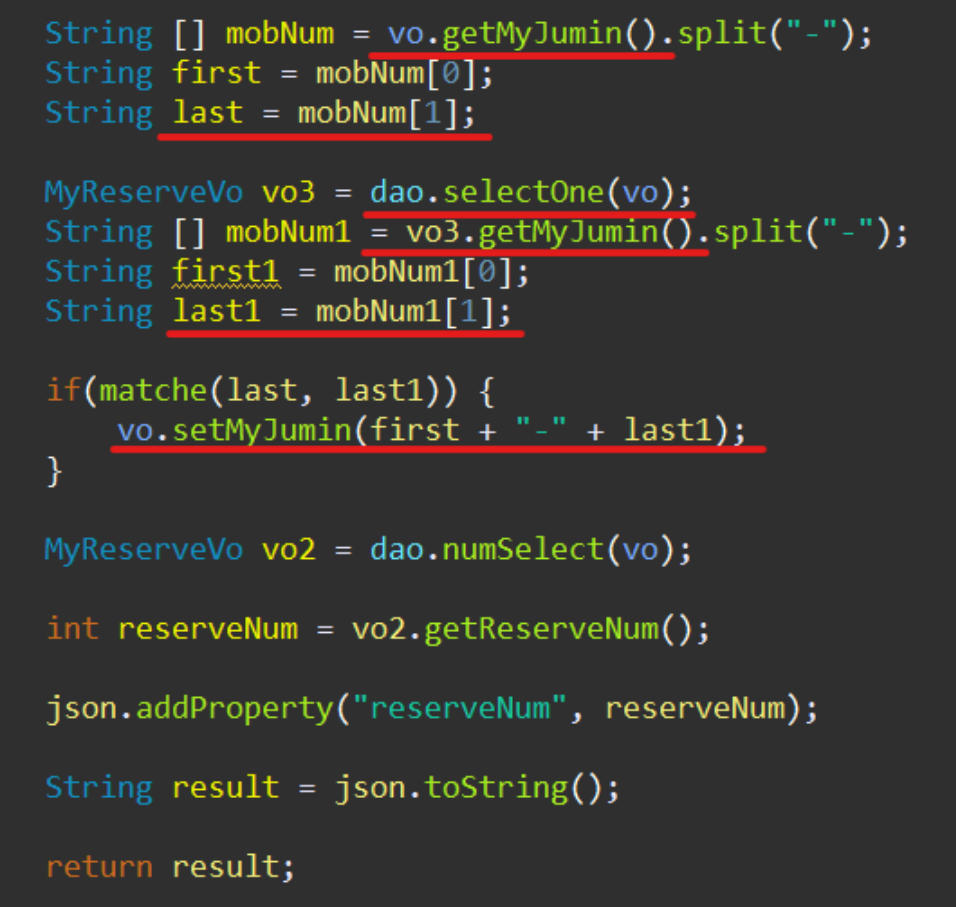 String [] mobNum = vo.getMyJumin().split("-");
String first = mobNum[0];
String last = mobNum[1];
MyReserveVo vo3 = dao.selectOne(vo);
String [] mobNum1 = vo3.getMyJumin().split("-");
String first1 = mobNum1[0];
String last1 = mobNum1[1];
if(matche(last, last1)) {
vo.setMyJumin(first + "-" + last1);
}
MyReserveVo vo2 = dao.numSelect(vo);
int reserveNum = vo2.getReserveNum();
json.addProperty("reserveNum", reserveNum);
String result = json.toString();
return result;